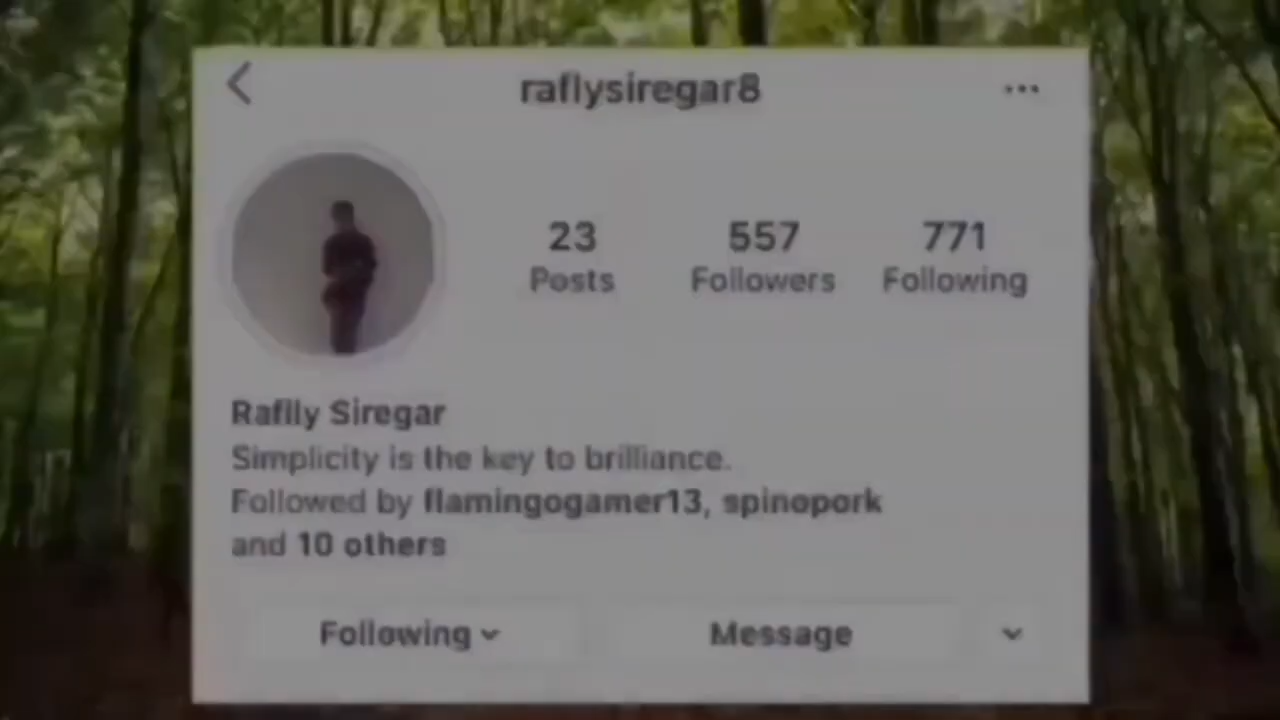 raflysiregar8
...
23 557 771
Posts Followers Following
Raflly Siregar
Simplicity is the key to brilliance.
Followed by flamingogamer13, spinopork
and 10 others
Following Message